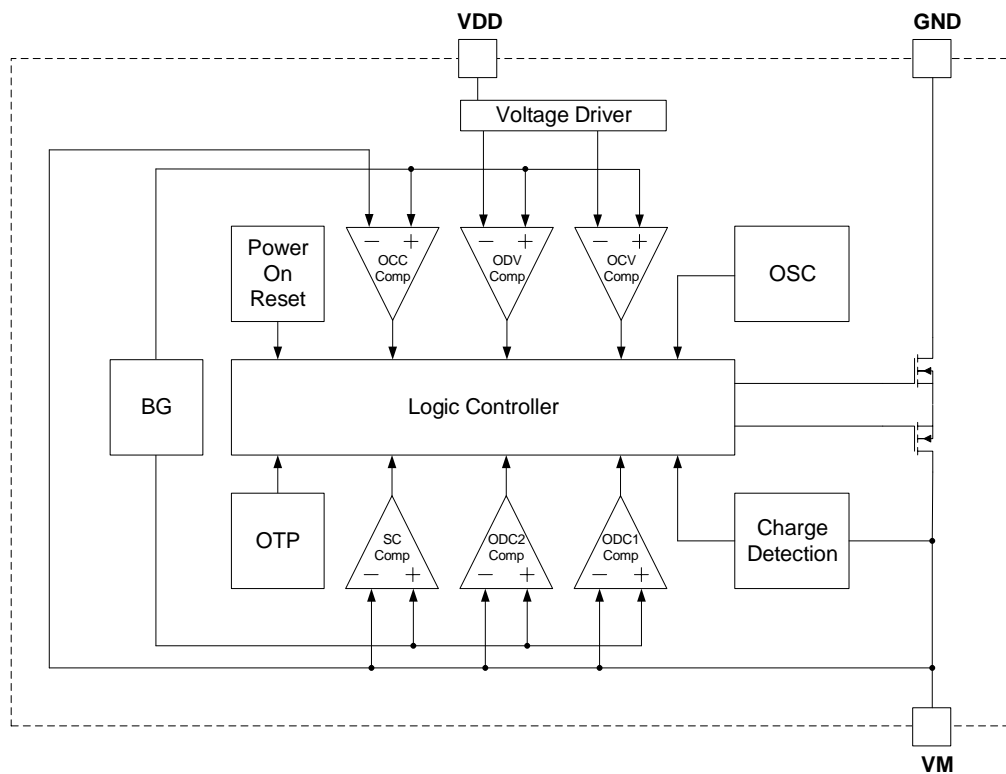 VDD
GND
Voltage Driver
Power
On
Reset
− +
OCC
Comp
− +
ODV
Comp
− +
OCV
Comp
OSC
BG
Logic Controller
OTP
SC
Comp
− +
ODC2
Comp
− +
ODC1
Comp
− +
Charge
Detection
VM